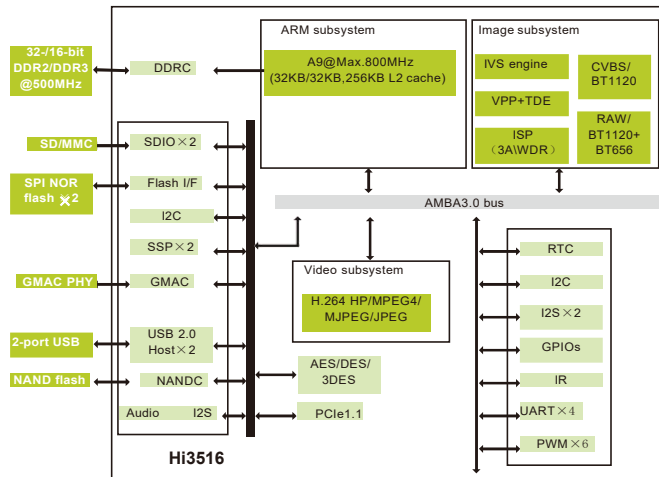 32-/16-bit
DDR2/DDR3
@500MHz
DDRC
ARM subsystem
A9@Max.800MHz
(32KB/32KB,256KB L2 cache)
Image subsystem
IVS engine
CVBS/
BT1120
VPP+TDE
ISP
（3A\WDR）
RAW/
BT1120+
BT656
SD/MMC
SDIO×2
SPI NOR
flash ×2
Flash I/F
I2C
SSP×2
GMAC PHY
GMAC
2-port USB
USB 2.0
Host×2
NAND flash
NANDC
Audio I2S
AMBA3.0 bus
Video subsystem
H.264 HP/MPEG4/
MJPEG/JPEG
AES/DES/
3DES
PCIe1.1
RTC
I2C
I2S×2
GPIOs
IR
UART×4
PWM×6
Hi3516